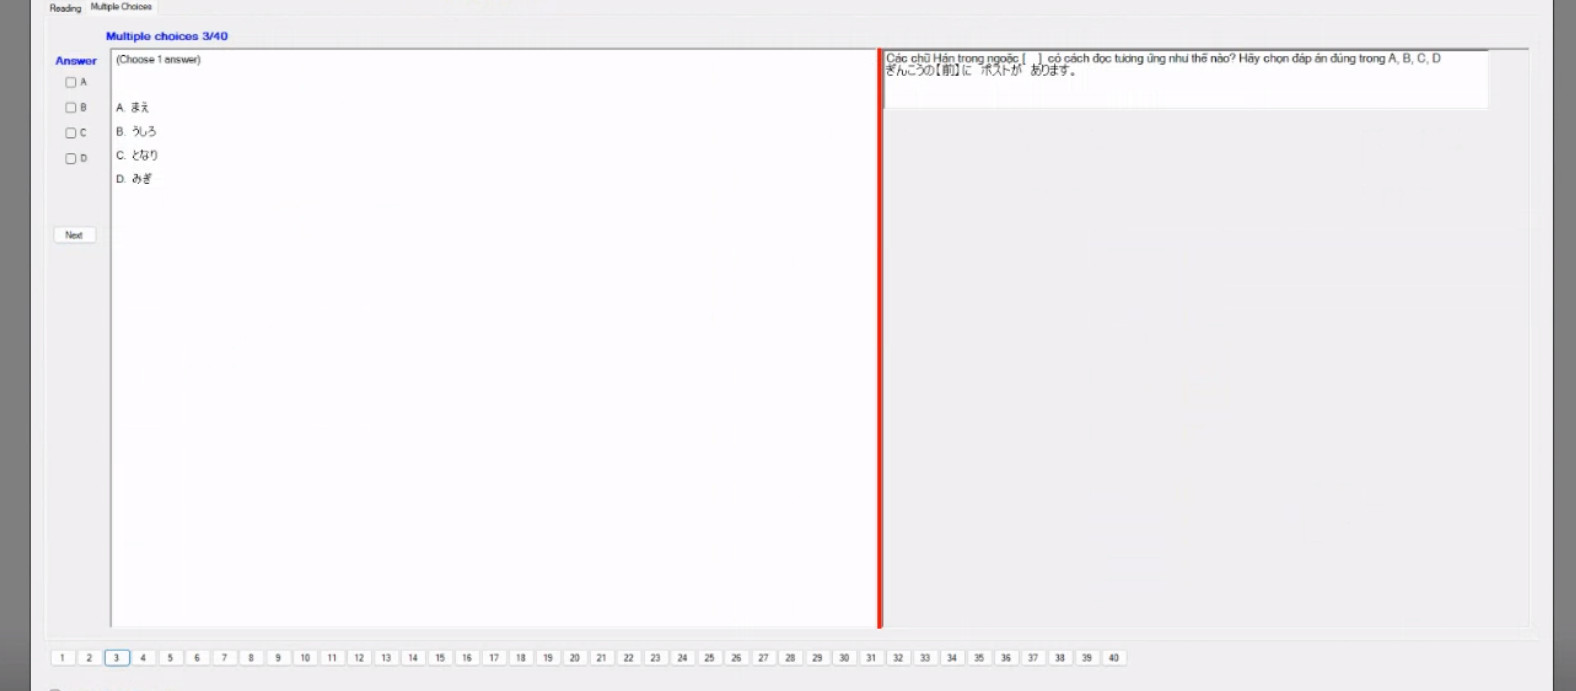 Reading Multiple Choices
Multiple choices 3/40
Answer
A
B
C
D
Next
(Choose 1 answer)
A. まえ
B. うしろ
C. となり
D. みぎ
Các chữ Hán trong ngoặc [ ] có cách đọc tương ứng như thế nào? Hãy chọn đáp án đúng trong A, B, C, D
ぎんこうの【前】に ポストが あります。
1 2 3 4 5 6 7 8 9 10 11 12 13 14 15 16 17 18 19 20 21 22 23 24 25 26 27 28 29 30 31 32 33 34 35 36 37 38 39 40